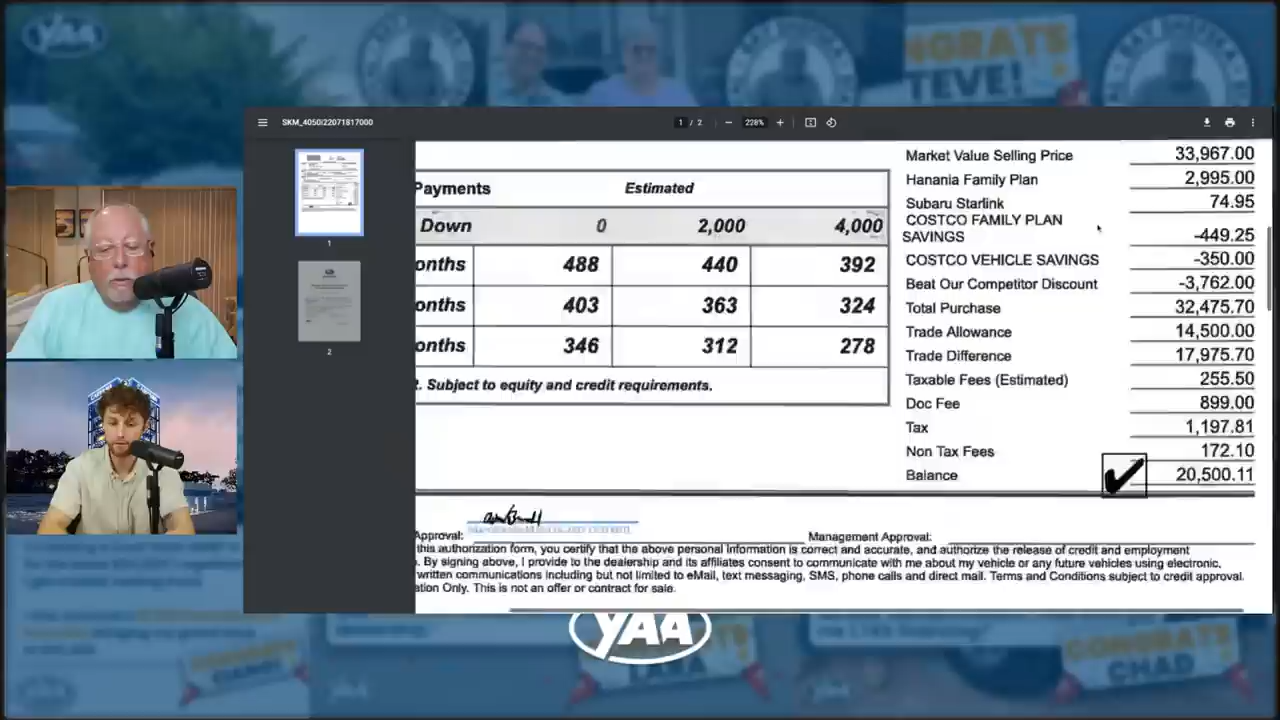 YAA
NGRATS
TEVE!
SKM_4050i22071817000
1 / 2
228%
1
2
Payments Estimated
Down 0 2,000 4,000
onths 488 440 392
onths 403 363 324
onths 346 312 278
. Subject to equity and credit requirements.
Market Value Selling Price 33,967.00
Hanania Family Plan 2,995.00
Subaru Starlink 74.95
COSTCO FAMILY PLAN
SAVINGS -449.25
COSTCO VEHICLE SAVINGS -350.00
Beat Our Competitor Discount -3,762.00
Total Purchase 32,475.70
Trade Allowance 14,500.00
Trade Difference 17,975.70
Taxable Fees (Estimated) 255.50
Doc Fee 899.00
Tax 1,197.81
Non Tax Fees 172.10
Balance 20,500.11
Approval: Management Approval:
this authorization form, you certify that the above personal information is correct and accurate, and authorize the release of credit and employment
. By signing above, I provide to the dealership and its affiliates consent to communicate with me about my vehicle or any future vehicles using electronic,
written communications including but not limited to eMail, text messaging, SMS, phone calls and direct mail. Terms and Conditions subject to credit approval.
ation Only. This is not an offer or contract for sale.
YAA
CONGRATS
CHAD